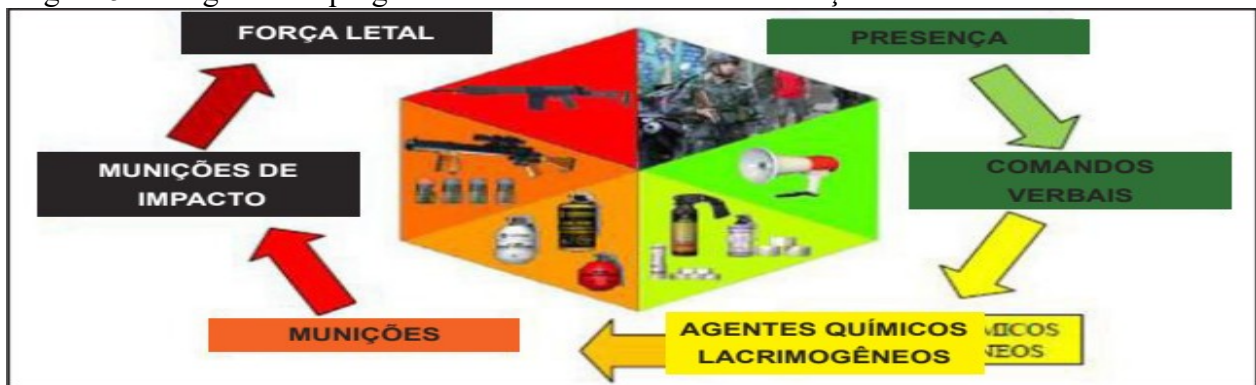 FORÇA LETAL
PRESENÇA
MUNIÇÕES DE
IMPACTO
COMANDOS
VERBAIS
MUNIÇÕES
AGENTES QUÍMICOS
LACRIMOGÊNEOS